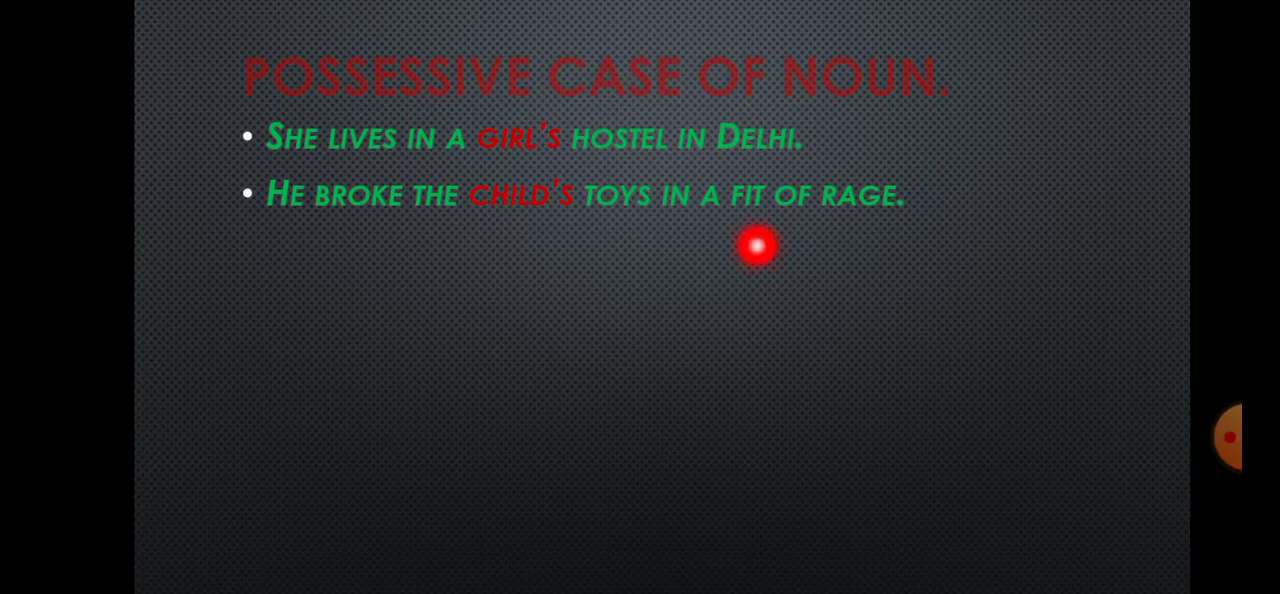 POSSESSIVE CASE OF NOUN.
• SHE LIVES IN A GIRL’S HOSTEL IN DELHI.
• HE BROKE THE CHILD’S TOYS IN A FIT OF RAGE.